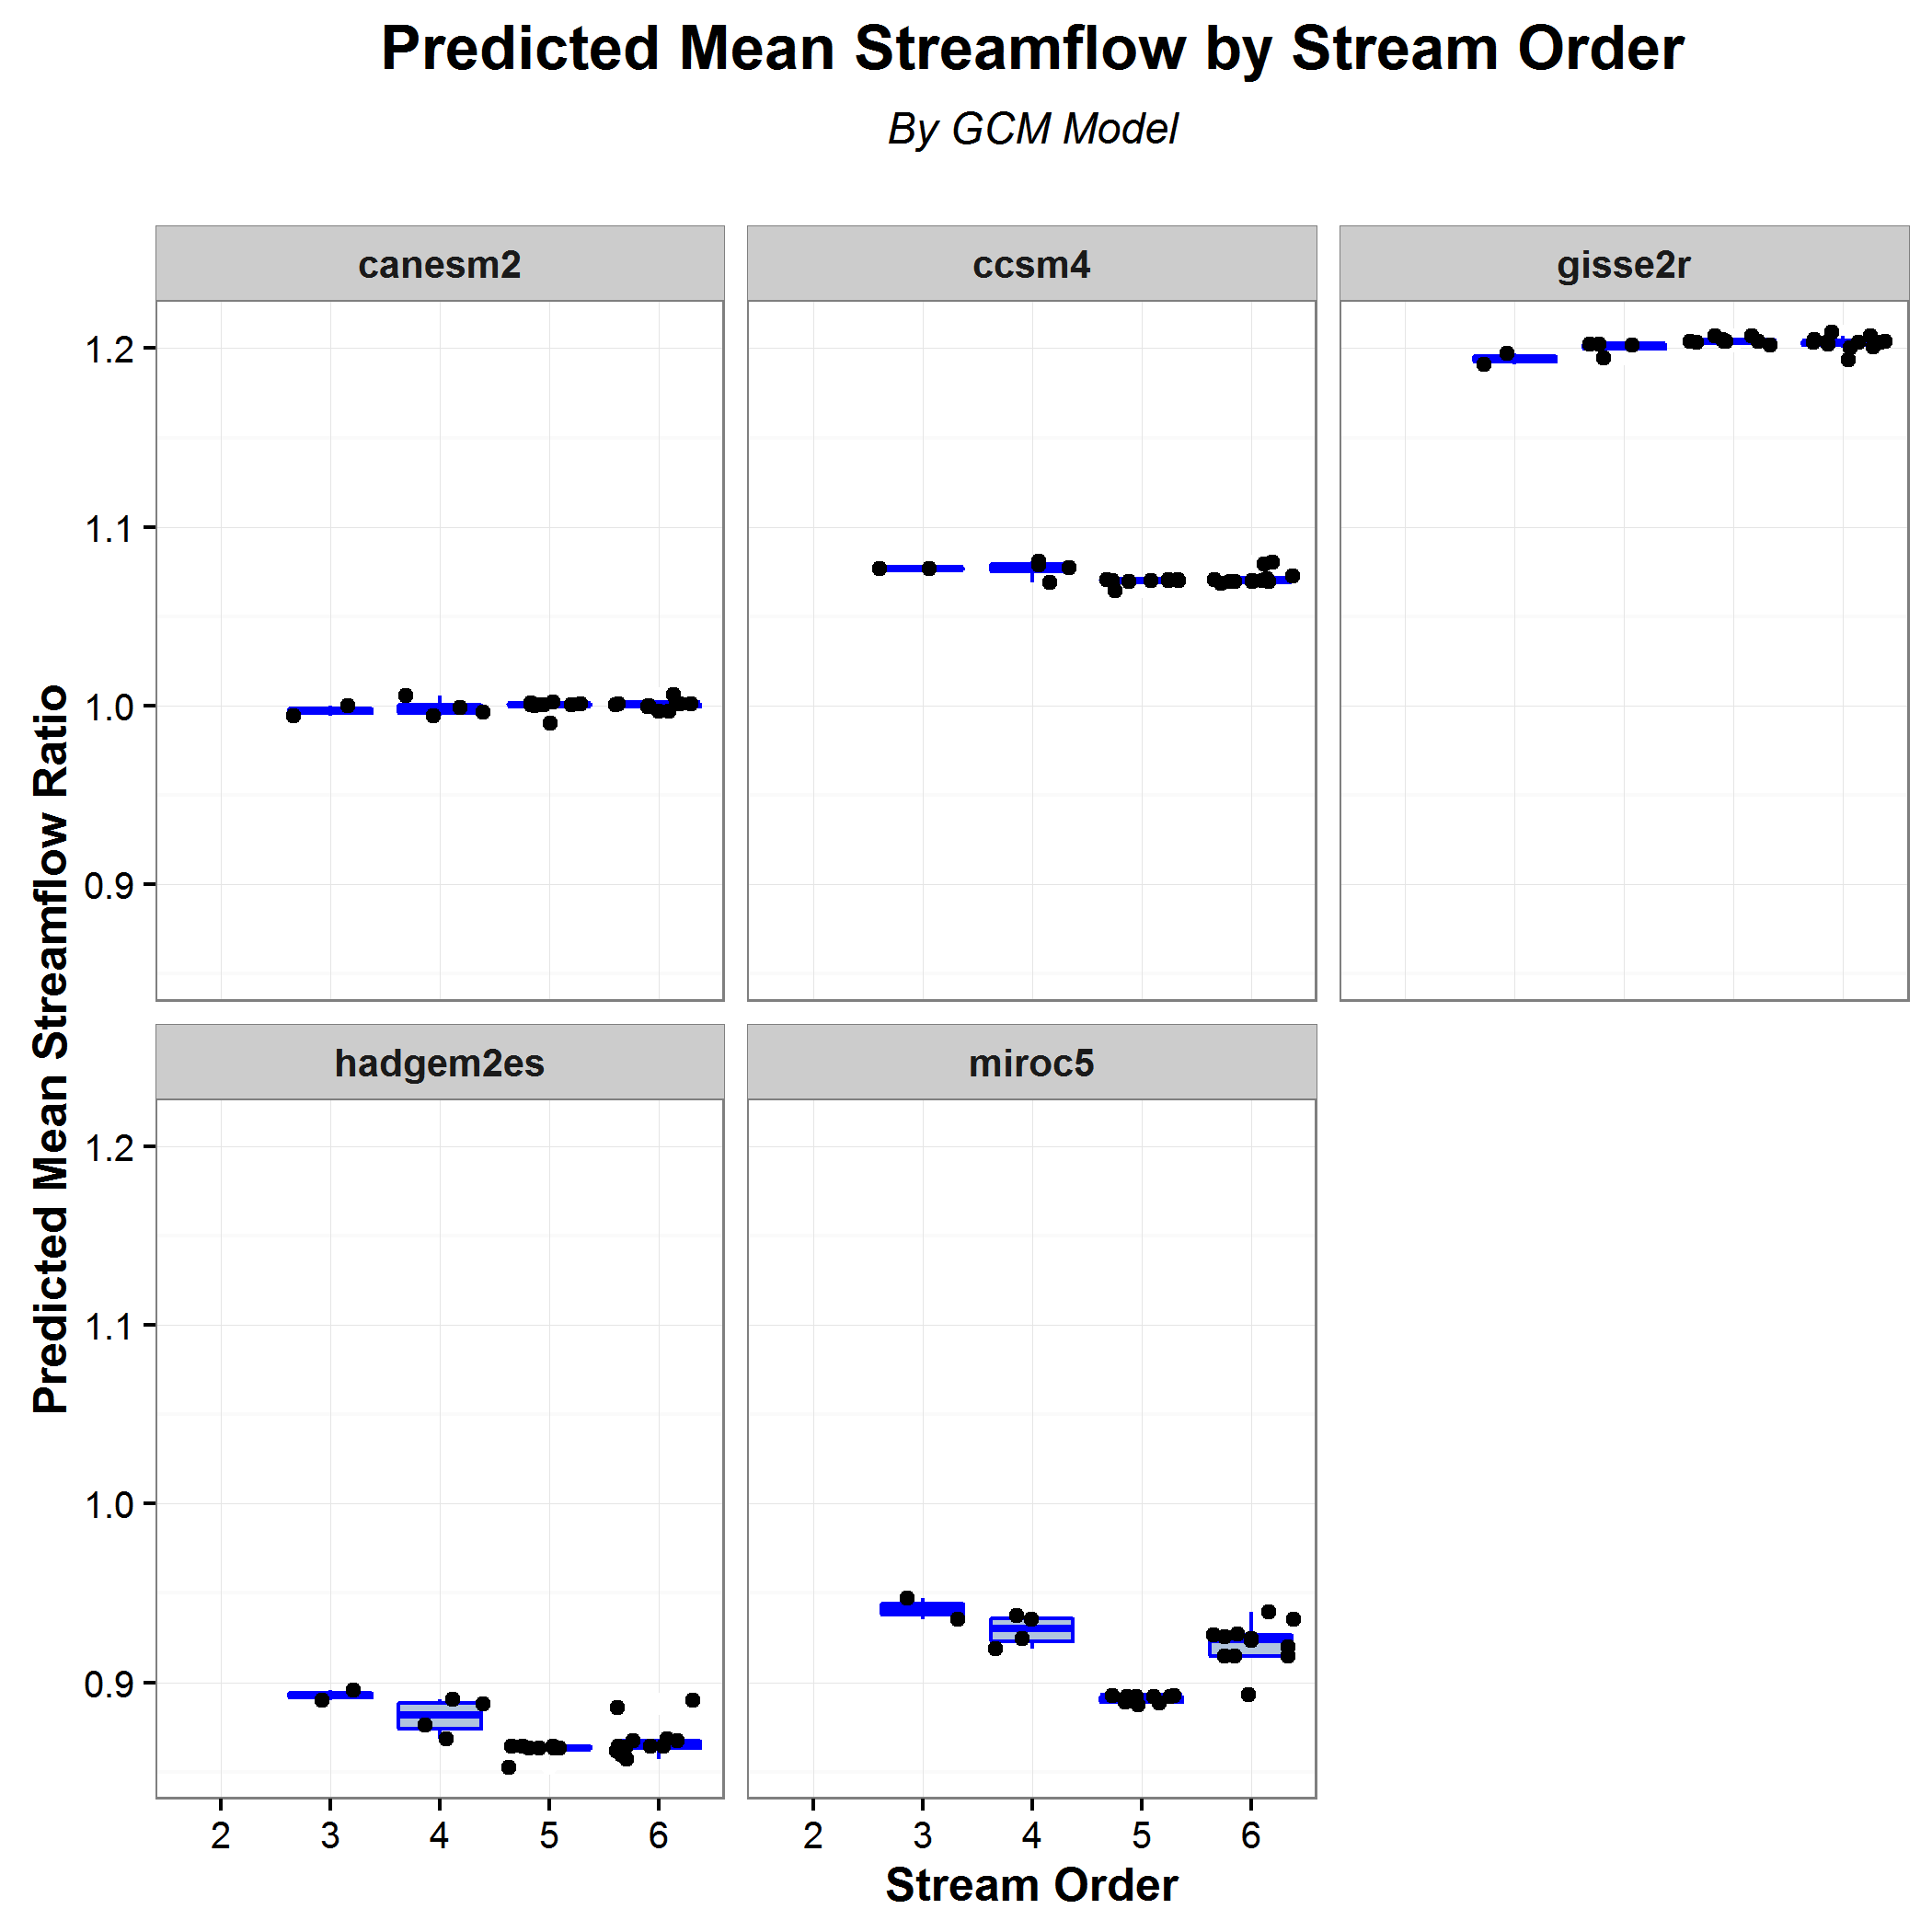 Predicted Mean Streamflow by Stream Order
By GCM Model
canesm2
ccsm4
gisse2r
1.2
1.1
1.0
0.9
Predicted Mean Streamflow Ratio
hadgem2es
miroc5
1.2
1.1
1.0
0.9
2 3 4 5 6
2 3 4 5 6
Stream Order